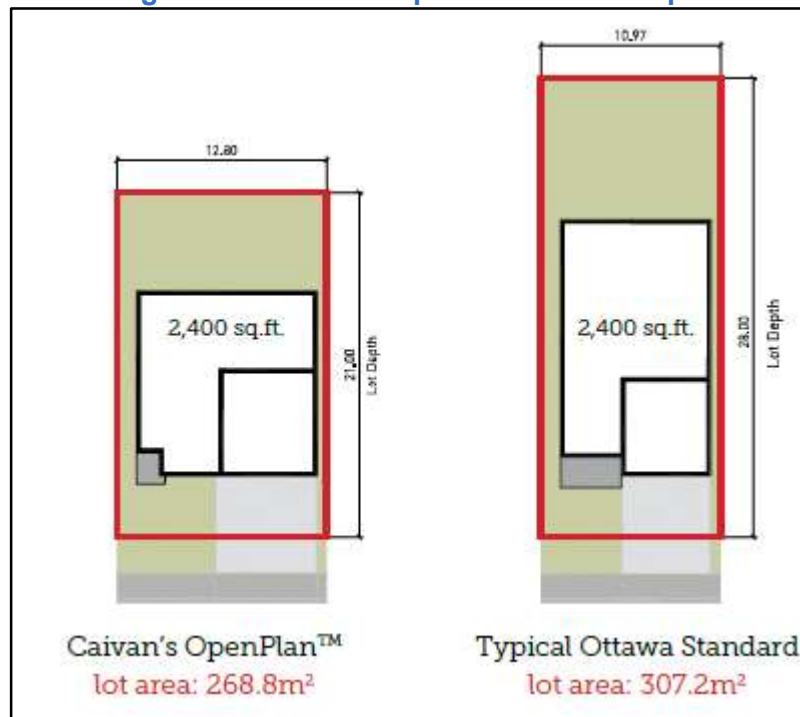 10.97
12.80
2,400 sq.ft.
21.00
Lot Depth
2,400 sq.ft.
28.00
Lot Depth
Caivan's OpenPlan™
lot area: 268.8m²
Typical Ottawa Standard
lot area: 307.2m²